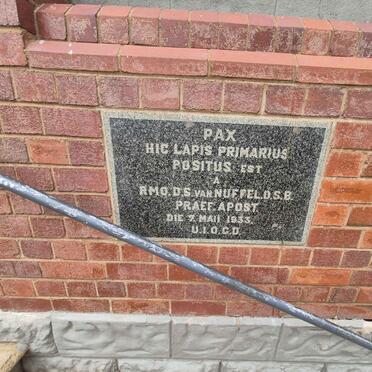 PAX
HIC LAPIS PRIMARIUS
POSITUS EST
A
RMO.D.S. VAN NUFFEL.O.S.B.
PRAEF. APOST.
DIE 7. MAII 1933.
U.I.O.G.D.